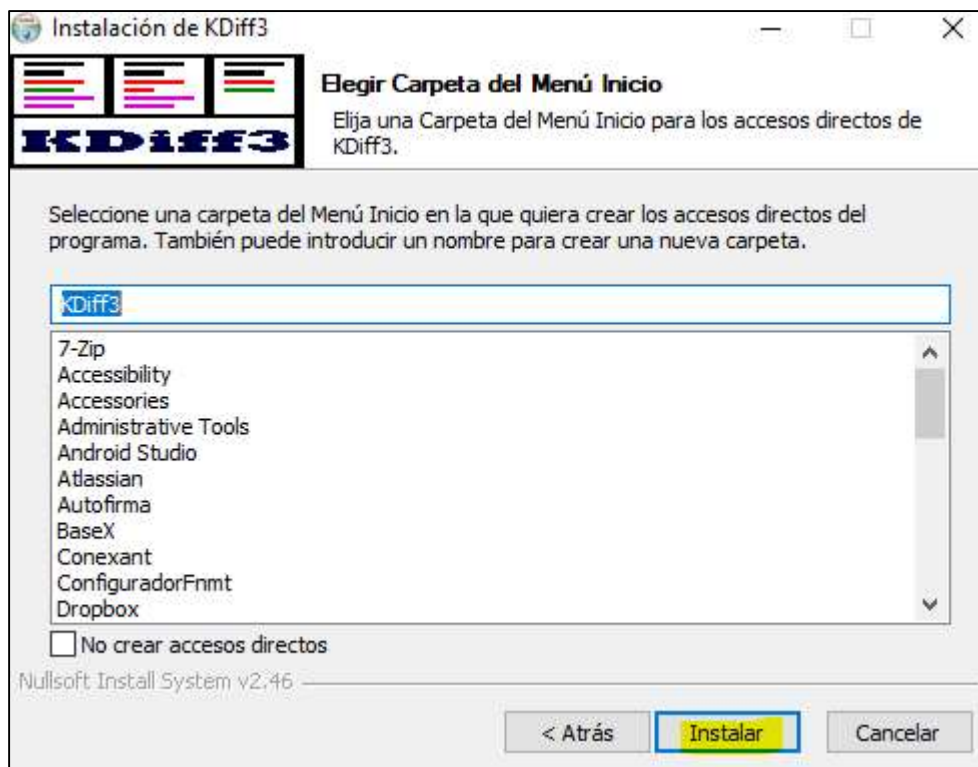 Instalación de KDiff3
KDiff3
Elegir Carpeta del Menú Inicio
Elija una Carpeta del Menú Inicio para los accesos directos de
KDiff3.
Seleccione una carpeta del Menú Inicio en la que quiera crear los accesos directos del
programa. También puede introducir un nombre para crear una nueva carpeta.
KDiff3
7-Zip
Accessibility
Accessories
Administrative Tools
Android Studio
Atlassian
Autofirma
BaseX
Conexant
ConfiguradorFnmt
Dropbox
No crear accesos directos
Nullsoft Install System v2.46
< Atrás
Instalar
Cancelar